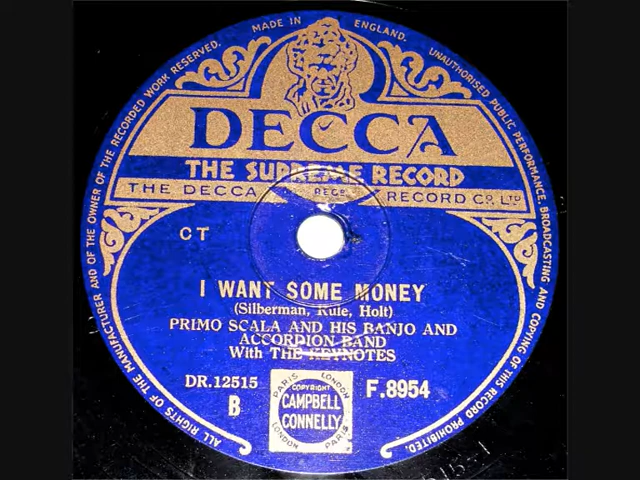 MADE IN ENGLAND.
DECCA
THE SUPREME RECORD
THE DECCA REGD. RECORD CO. LTD
CT
I WANT SOME MONEY
(Silberman, Rule, Holt)
PRIMO SCALA AND HIS BANJO AND
ACCORDION BAND
With THE KEYNOTES
DR.12515
B
F.8954
PARIS LONDON
COPYRIGHT
CAMPBELL
CONNELLY
LONDON PARIS
ALL RIGHTS OF THE MANUFACTURER AND OF THE OWNER OF THE RECORDED WORK RESERVED.
UNAUTHORISED PUBLIC PERFORMANCE, BROADCASTING AND COPYING OF THIS RECORD PROHIBITED.